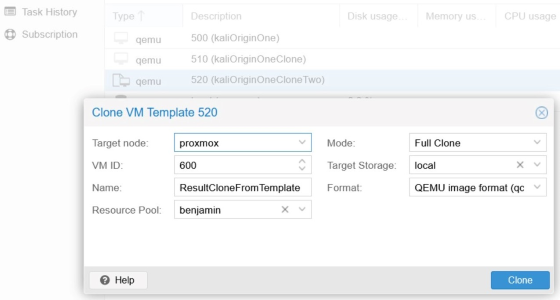 Task History
Subscription
Type Description Disk usage... Memory us... CPU usage
qemu 500 (kaliOriginOne)
qemu 510 (kaliOriginOneClone)
qemu 520 (kaliOriginOneCloneTwo)
Clone VM Template 520
Target node: proxmox Mode: Full Clone
VM ID: 600 Target Storage: local
Name: ResultCloneFromTemplate Format: QEMU image format (qc
Resource Pool: benjamin
Help Clone